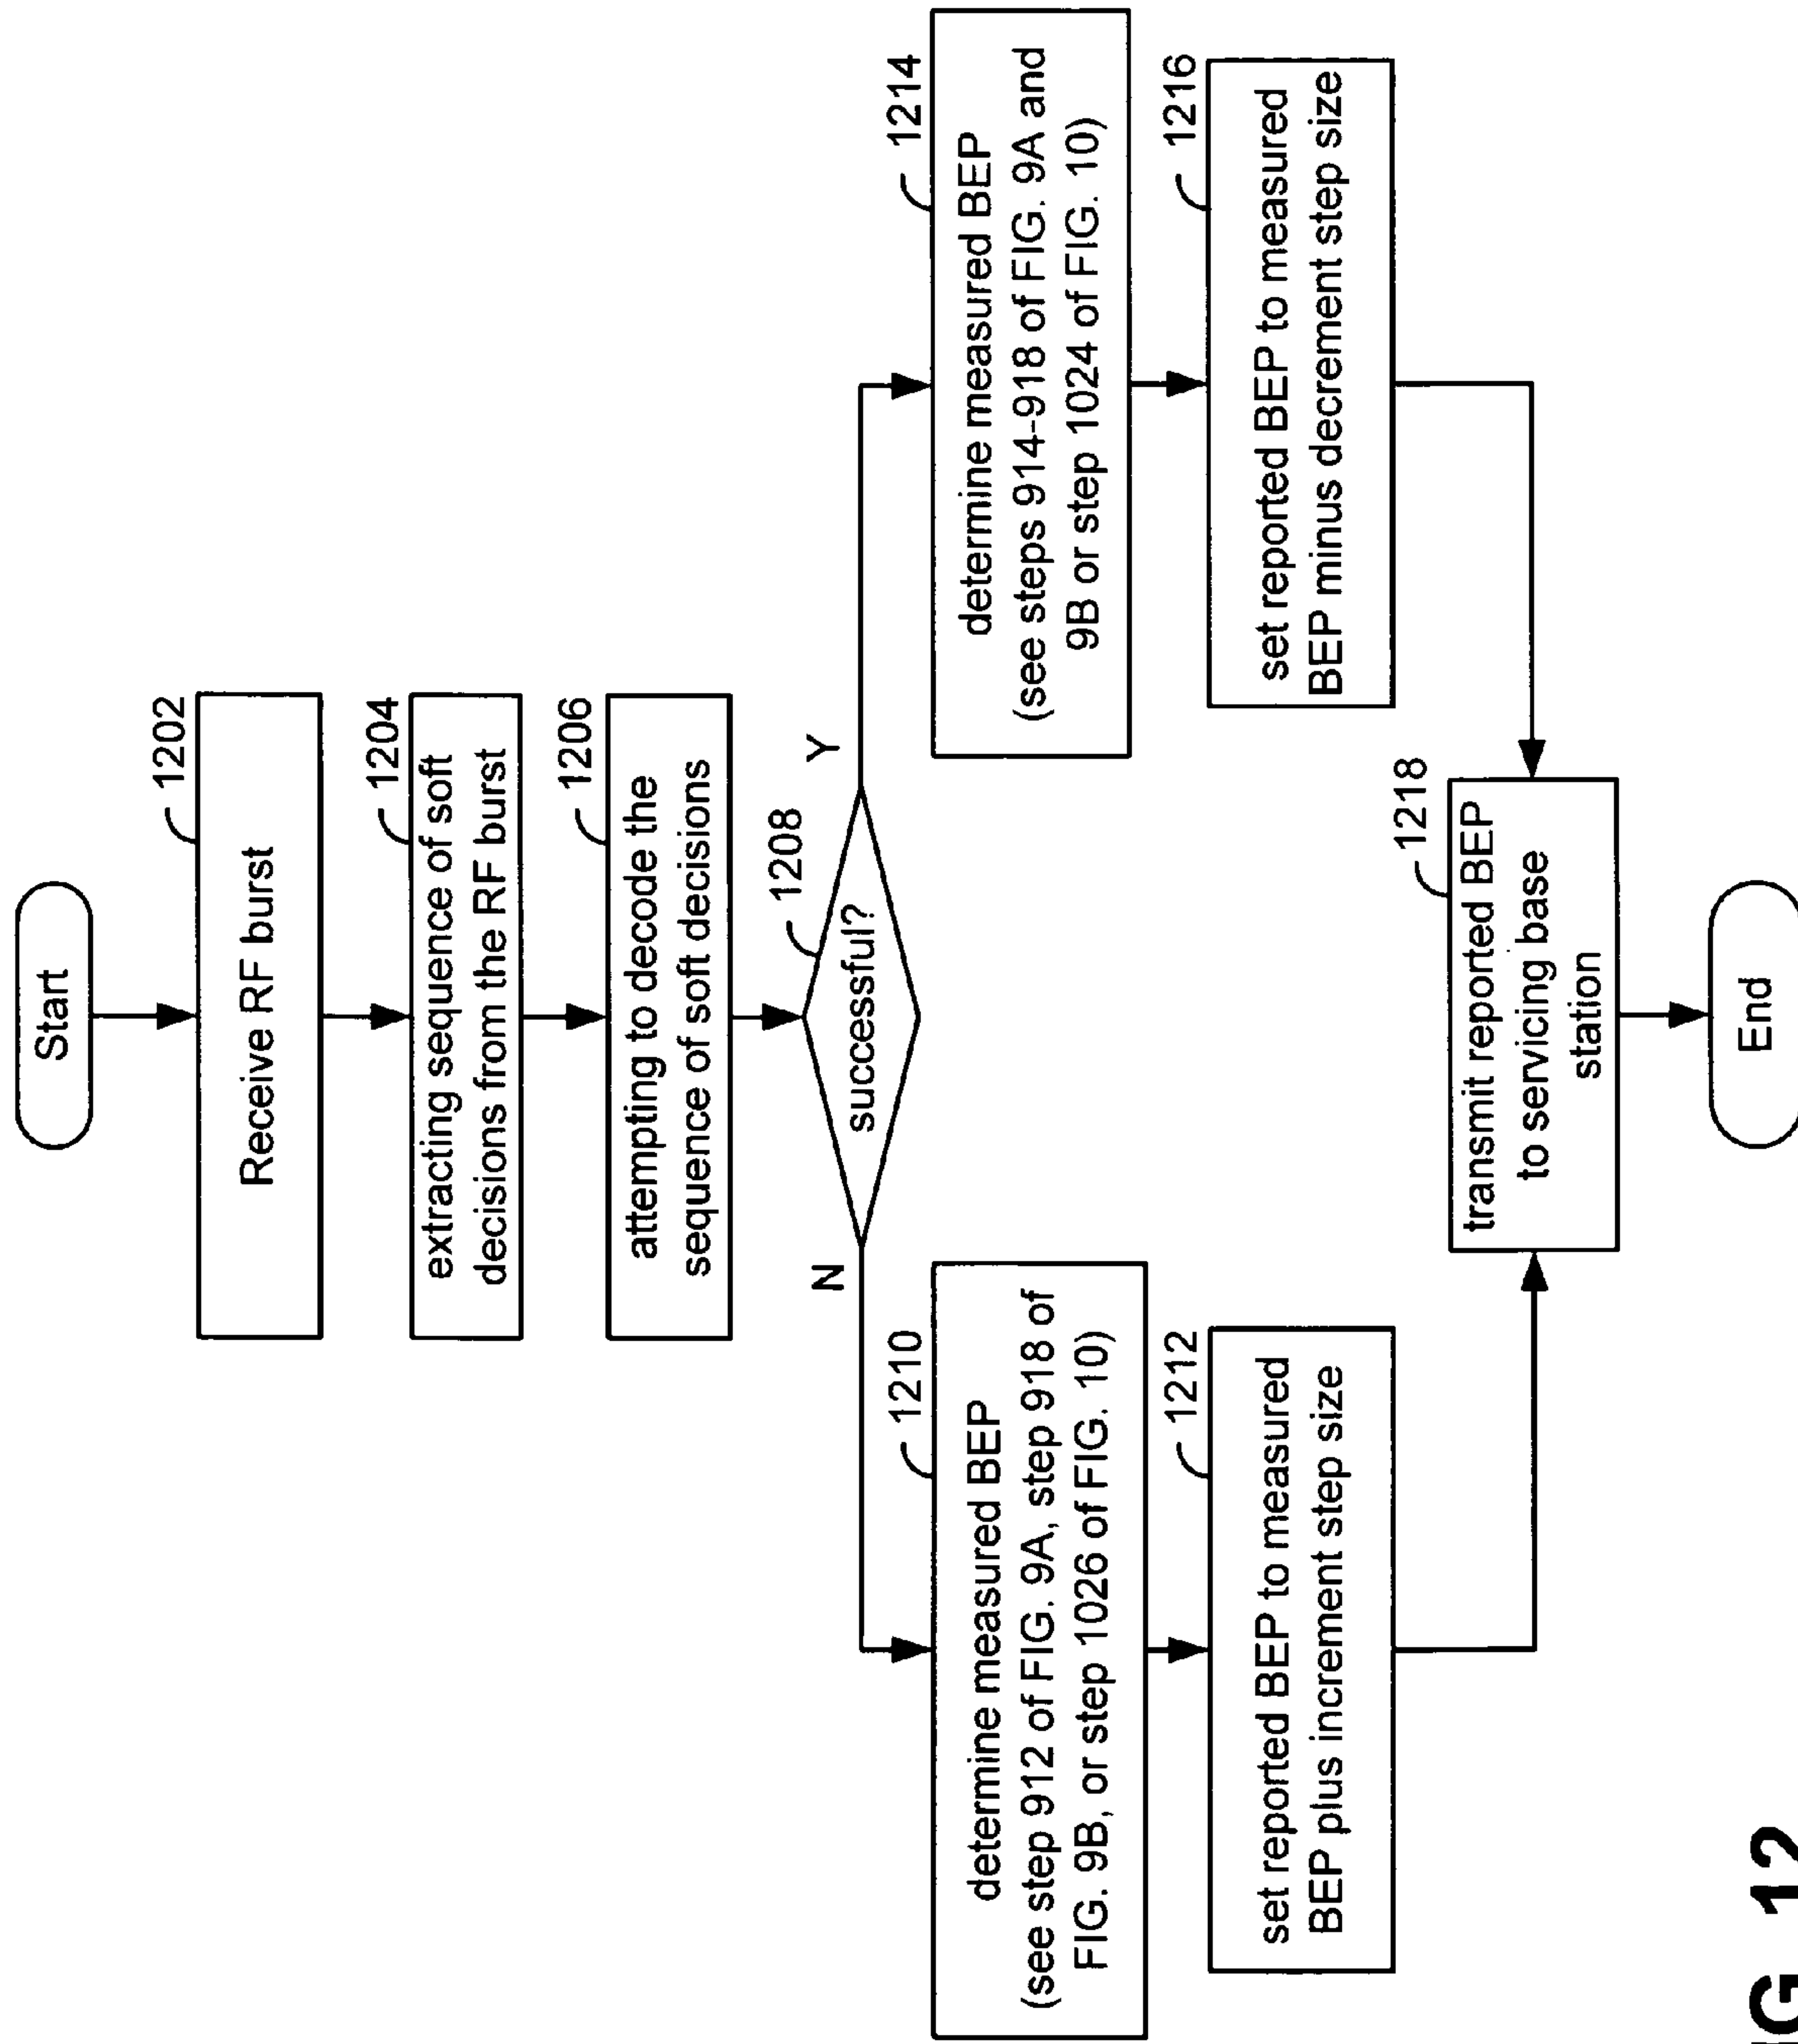 Start
1202
Receive RF burst
1204
extracting sequence of soft
decisions from the RF burst
1206
attempting to decode the
sequence of soft decisions
1208
successful?
N
Y
1210
determine measured BEP
(see step 912 of FIG. 9A, step 918 of
FIG. 9B, or step 1026 of FIG. 10)
1212
set reported BEP to measured
BEP plus increment step size
1214
determine measured BEP
(see steps 914-918 of FIG. 9A and
9B or step 1024 of FIG. 10)
1216
set reported BEP to measured
BEP minus decrement step size
1218
transmit reported BEP
to servicing base
station
End
G 12